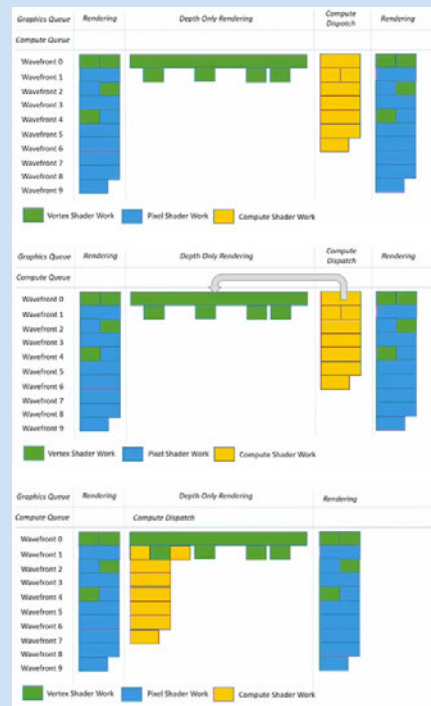 Graphics Queue Rendering Depth Only Rendering Compute Dispatch Rendering
Compute Queue
Wavefront 0
Wavefront 1
Wavefront 2
Wavefront 3
Wavefront 4
Wavefront 5
Wavefront 6
Wavefront 7
Wavefront 8
Wavefront 9
Vertex Shader Work Pixel Shader Work Compute Shader Work
Graphics Queue Rendering Depth Only Rendering Compute Dispatch Rendering
Compute Queue
Wavefront 0
Wavefront 1
Wavefront 2
Wavefront 3
Wavefront 4
Wavefront 5
Wavefront 6
Wavefront 7
Wavefront 8
Wavefront 9
Vertex Shader Work Pixel Shader Work Compute Shader Work
Graphics Queue Rendering Depth Only Rendering Rendering
Compute Queue Compute Dispatch
Wavefront 0
Wavefront 1
Wavefront 2
Wavefront 3
Wavefront 4
Wavefront 5
Wavefront 6
Wavefront 7
Wavefront 8
Wavefront 9
Vertex Shader Work Pixel Shader Work Compute Shader Work